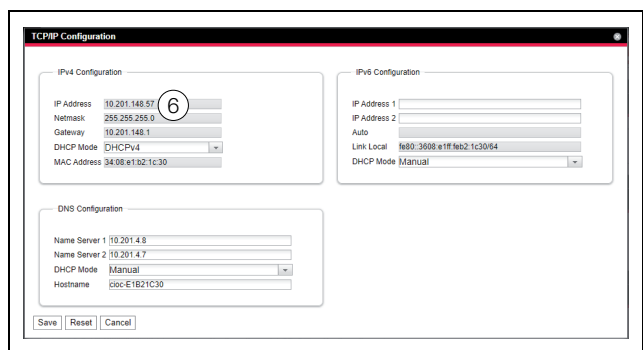 TCP/IP Configuration
IPv4 Configuration
IP Address 10.201.148.57
6
Netmask 255.255.255.0
Gateway 10.201.148.1
DHCP Mode DHCPv4
MAC Address 34:08:e1:b2:1c:30
IPv6 Configuration
IP Address 1
IP Address 2
Auto
Link Local fe80::3608:e1ff:feb2:1c30/64
DHCP Mode Manual
DNS Configuration
Name Server 1 10.201.4.8
Name Server 2 10.201.4.7
DHCP Mode Manual
Hostname cioc-E1B21C30
Save Reset Cancel